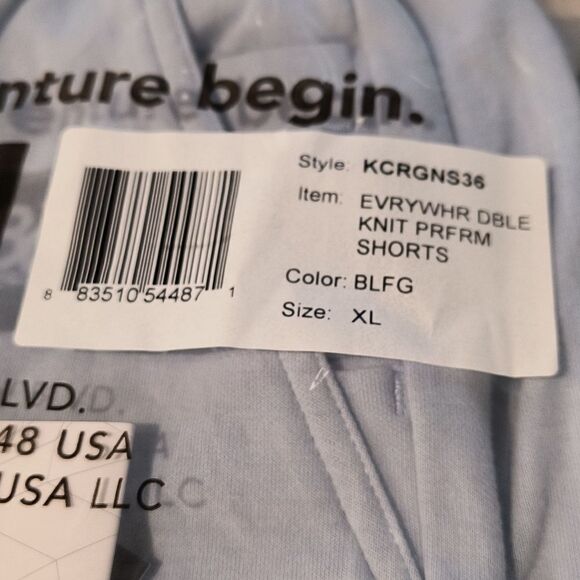 nture begin.
Style: KCRGNS36
Item: EVRYWHR DBLE
KNIT PRFRM
SHORTS
Color: BLFG
Size: XL
8 83510 54487 1
LVD.
48 USA
USA LLC